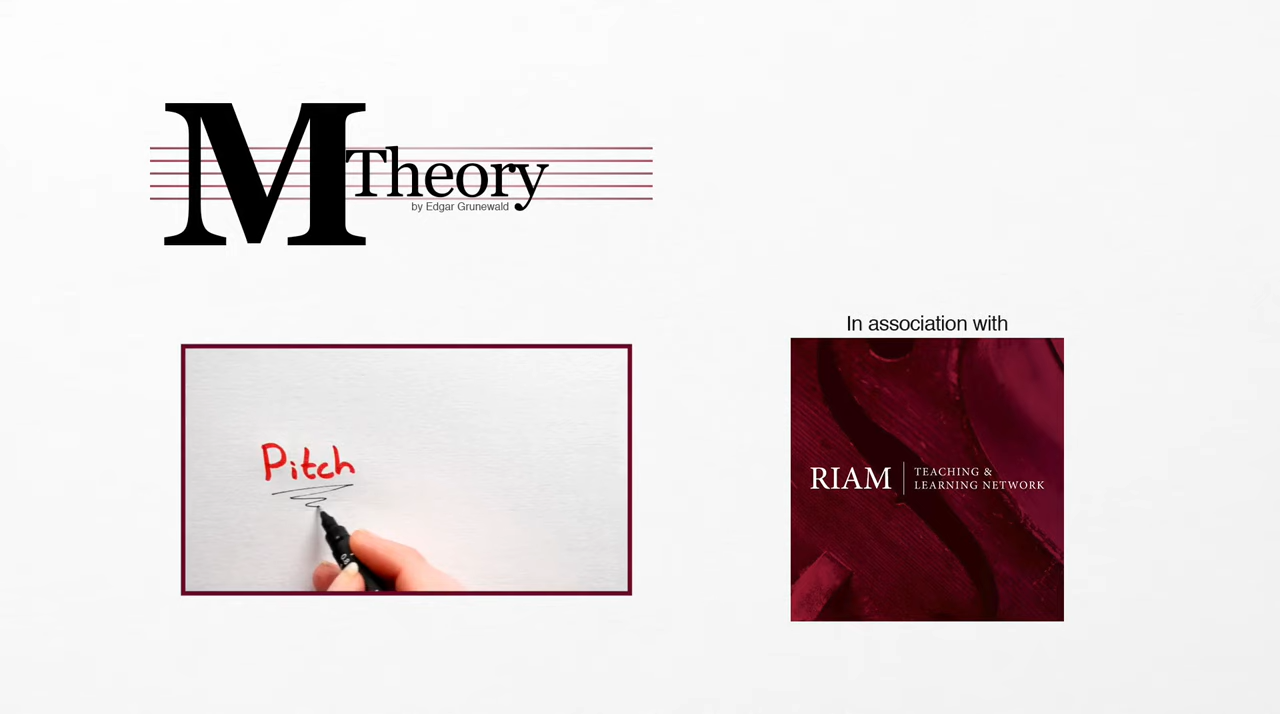 M Theory
by Edgar Grunewald
In association with
Pitch
RIAM
TEACHING &
LEARNING NETWORK